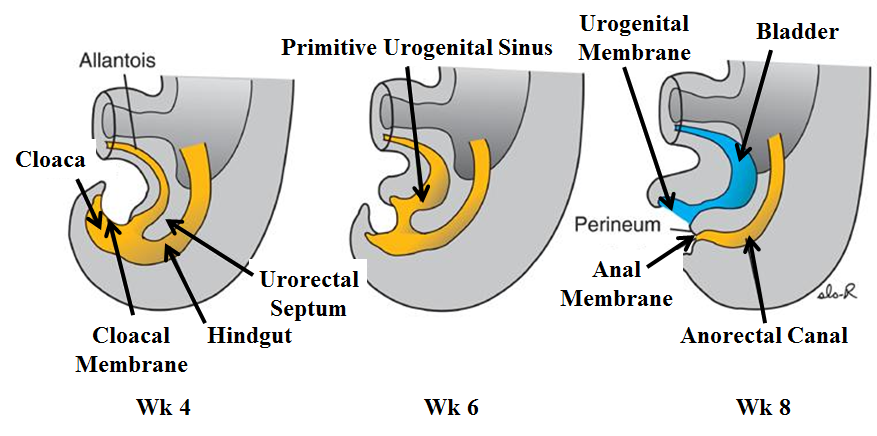 Allantois
Cloaca
Urorectal
Septum
Cloacal
Membrane
Hindgut
Wk 4
Primitive Urogenital Sinus
Wk 6
Urogenital
Membrane
Bladder
Perineum
Anal
Membrane
Anorectal Canal
sls-R
Wk 8